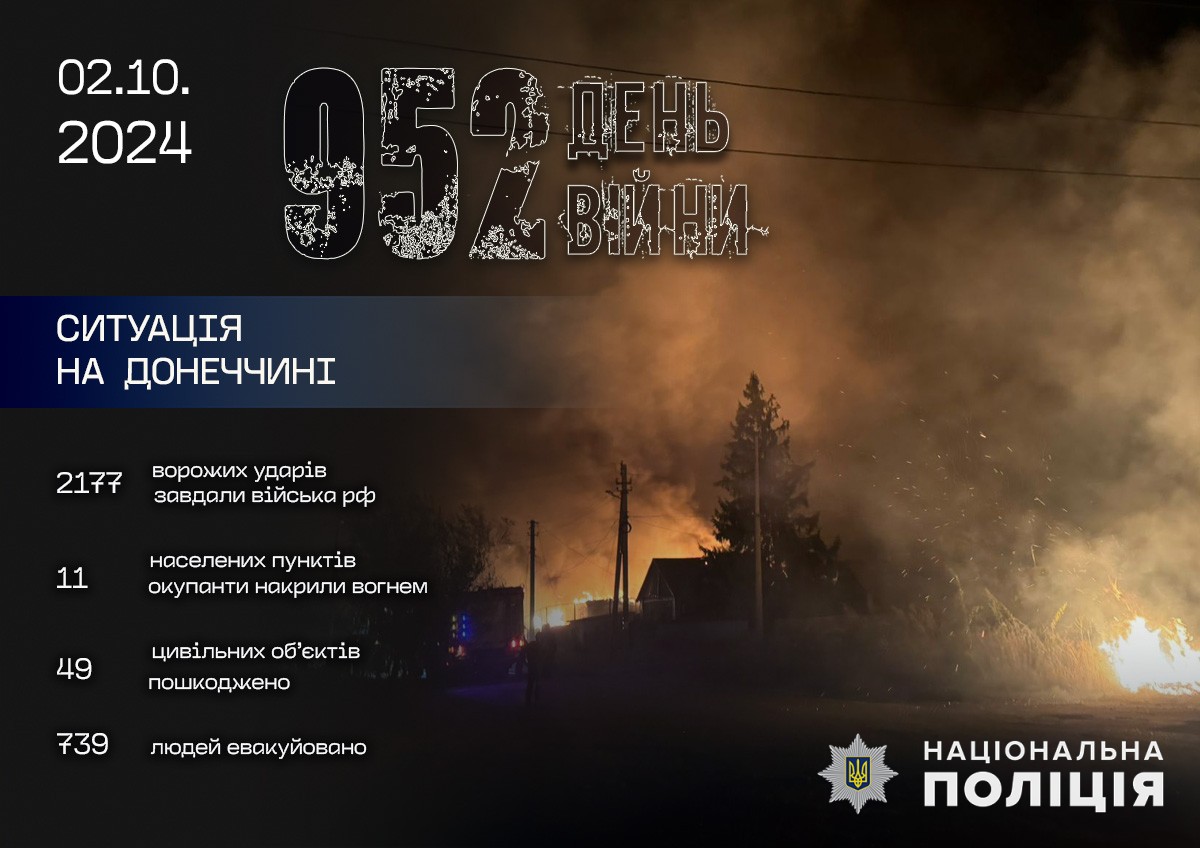 02.10.
2024
952
ДЕНЬ
ВІЙНИ
СИТУАЦІЯ
НА ДОНЕЧЧИНІ
2177
ворожих ударів
завдали війська рф
11
населених пунктів
окупанти накрили вогнем
49
цивільних об’єктів
пошкоджено
739 людей евакуйовано
НАЦІОНАЛЬНА
ПОЛІЦІЯ